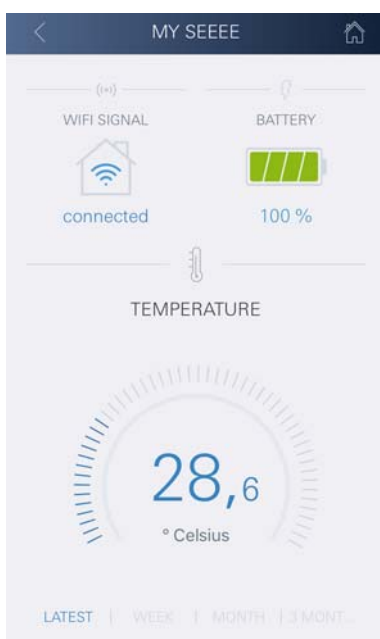 MY SEEEE
WIFI SIGNAL
BATTERY
connected
100 %
TEMPERATURE
28,6
° Celsius
LATEST | WEEK | MONTH | 3 MONT...